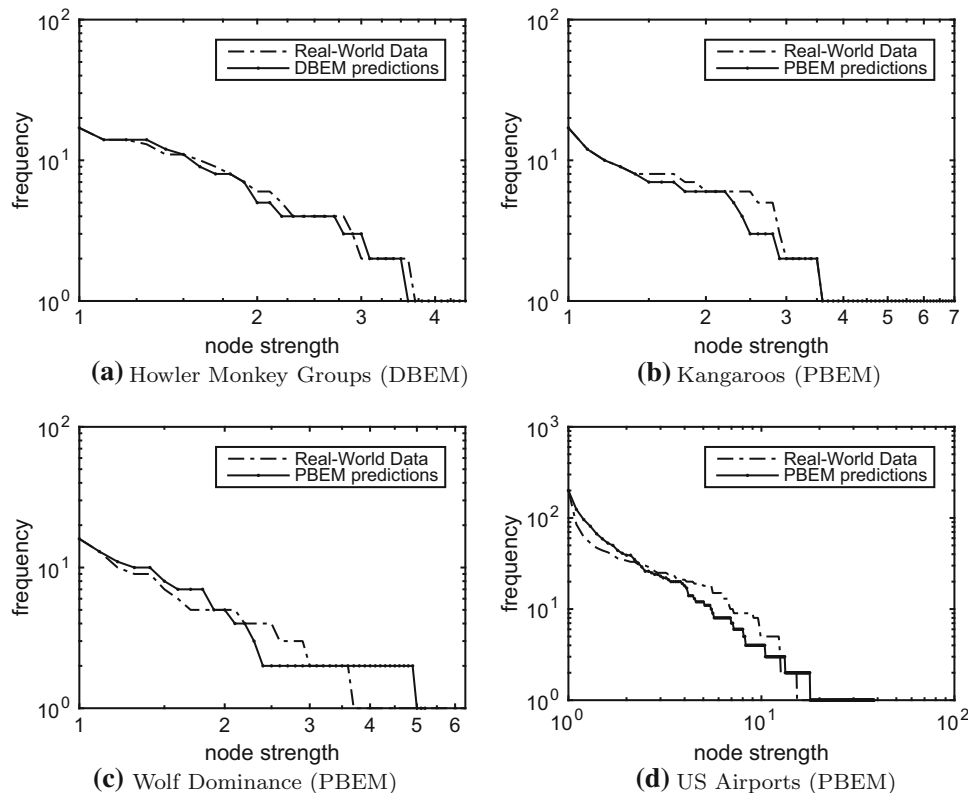 10^2
Real-World Data
DBEM predictions
frequency
10^1
10^0
1 2 3 4
node strength
(a) Howler Monkey Groups (DBEM)
10^2
Real-World Data
PBEM predictions
frequency
10^1
10^0
1 2 3 4 5 6 7
node strength
(b) Kangaroos (PBEM)
10^2
Real-World Data
PBEM predictions
frequency
10^1
10^0
1 2 3 4 5 6
node strength
(c) Wolf Dominance (PBEM)
10^3
Real-World Data
PBEM predictions
10^2
frequency
10^1
10^0
10^0 10^1 10^2
node strength
(d) US Airports (PBEM)